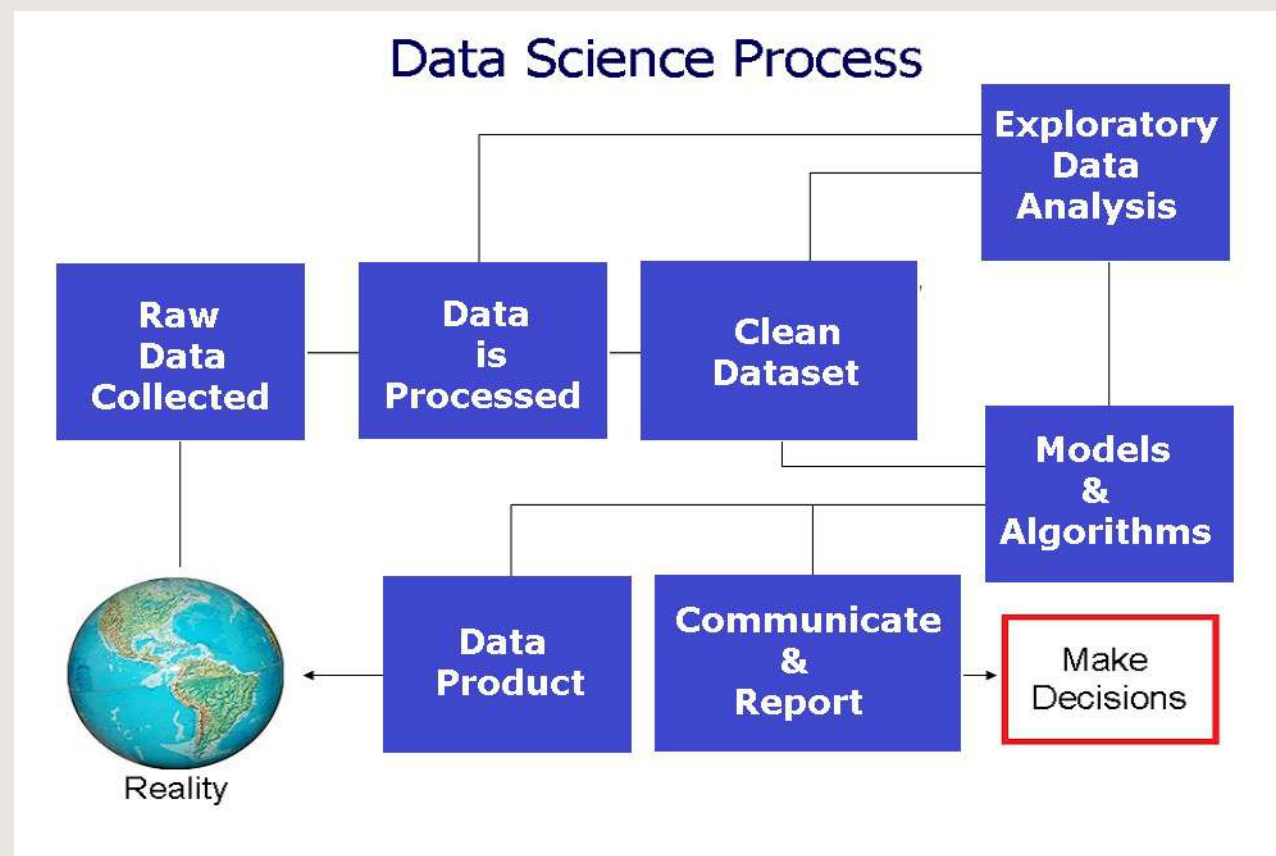 Data Science Process
Exploratory
Data
Analysis
Raw
Data
Collected
Data
is
Processed
Clean
Dataset
Models
&
Algorithms
Data
Product
Communicate
&
Report
Make
Decisions
Reality